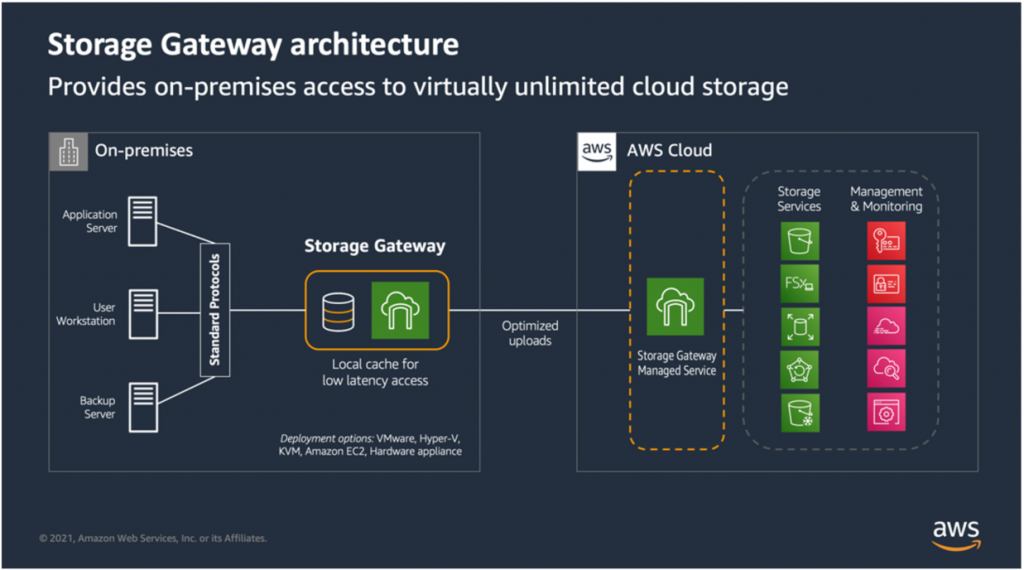 Storage Gateway architecture
Provides on-premises access to virtually unlimited cloud storage
On-premises
Application
Server
User
Workstation
Backup
Server
Standard Protocols
Storage Gateway
Local cache for
low latency access
Deployment options: VMware, Hyper-V,
KVM, Amazon EC2, Hardware appliance
Optimized
uploads
aws
AWS Cloud
Storage Gateway
Managed Service
Storage
Services
FSx
Management
& Monitoring
© 2021, Amazon Web Services, Inc. or its Affiliates.
aws